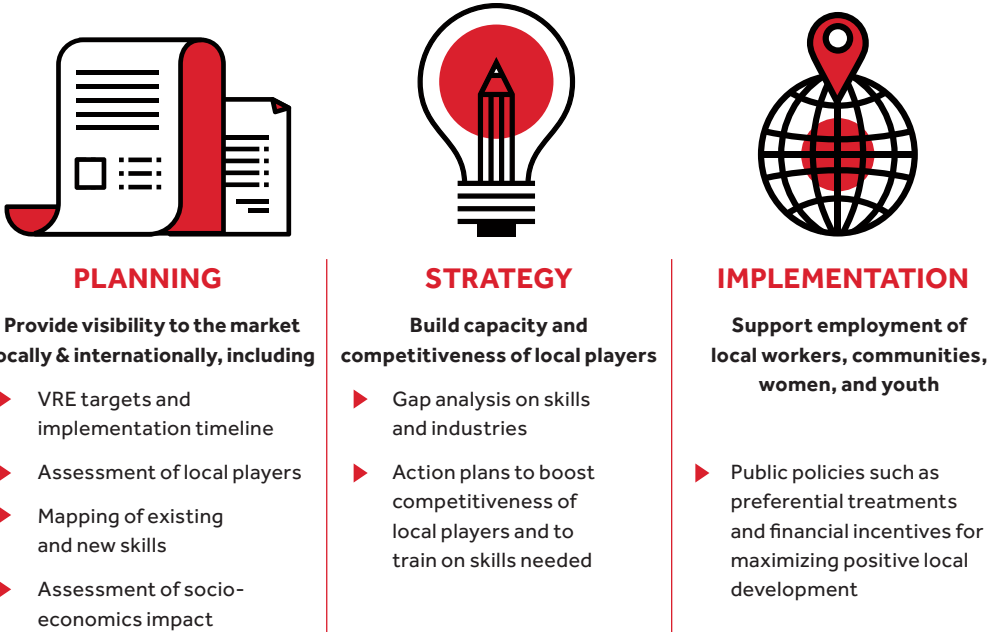 PLANNING
Provide visibility to the market
locally & internationally, including
VRE targets and
implementation timeline
Assessment of local players
Mapping of existing
and new skills
Assessment of socio-
economics impact
STRATEGY
Build capacity and
competitiveness of local players
Gap analysis on skills
and industries
Action plans to boost
competitiveness of
local players and to
train on skills needed
IMPLEMENTATION
Support employment of
local workers, communities,
women, and youth
Public policies such as
preferential treatments
and financial incentives for
maximizing positive local
development